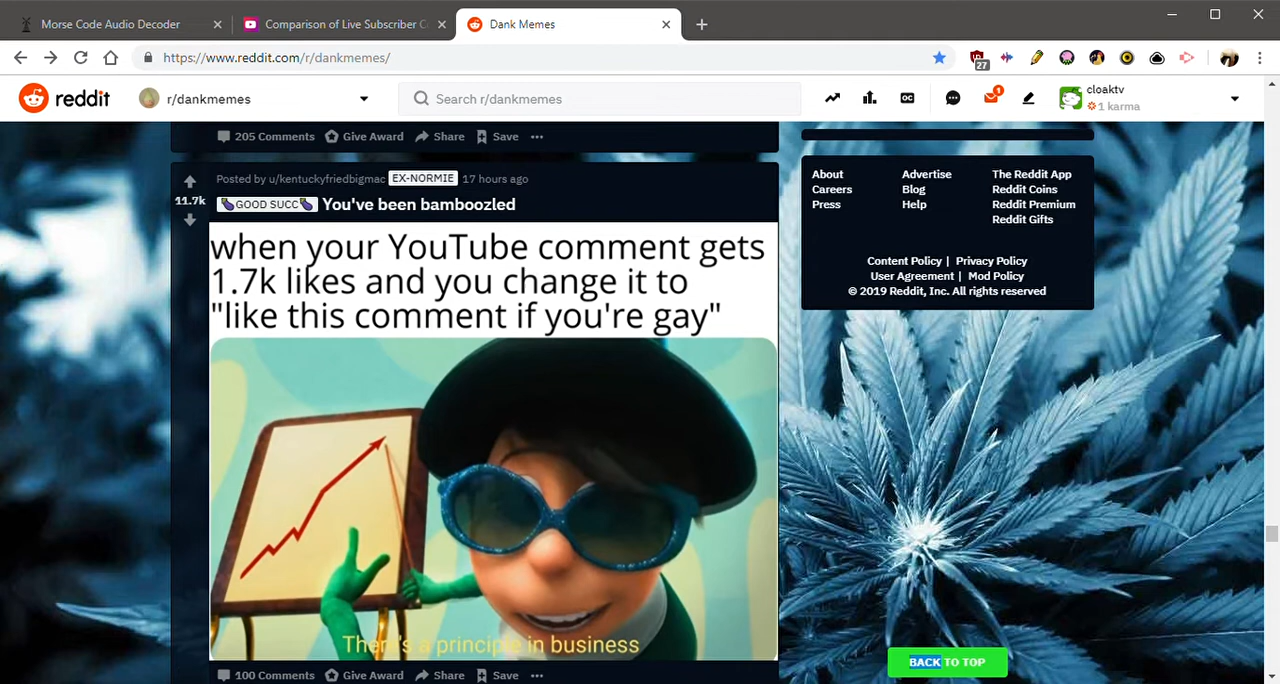 Morse Code Audio Decoder
Comparison of Live Subscriber C
Dank Memes
https://www.reddit.com/r/dankmemes/
27
reddit
r/dankmemes
Search r/dankmemes
1
cloaktv
1 karma
205 Comments Give Award Share Save
Posted by u/kentuckyfriedbigmac EX-NORMIE 17 hours ago
11.7k
🍆GOOD SUCC🍆 You've been bamboozled
when your YouTube comment gets
1.7k likes and you change it to
"like this comment if you're gay"
There's a principle in business
100 Comments Give Award Share Save
About Advertise The Reddit App
Careers Blog Reddit Coins
Press Help Reddit Premium
Reddit Gifts
Content Policy | Privacy Policy
User Agreement | Mod Policy
© 2019 Reddit, Inc. All rights reserved
BACK TO TOP